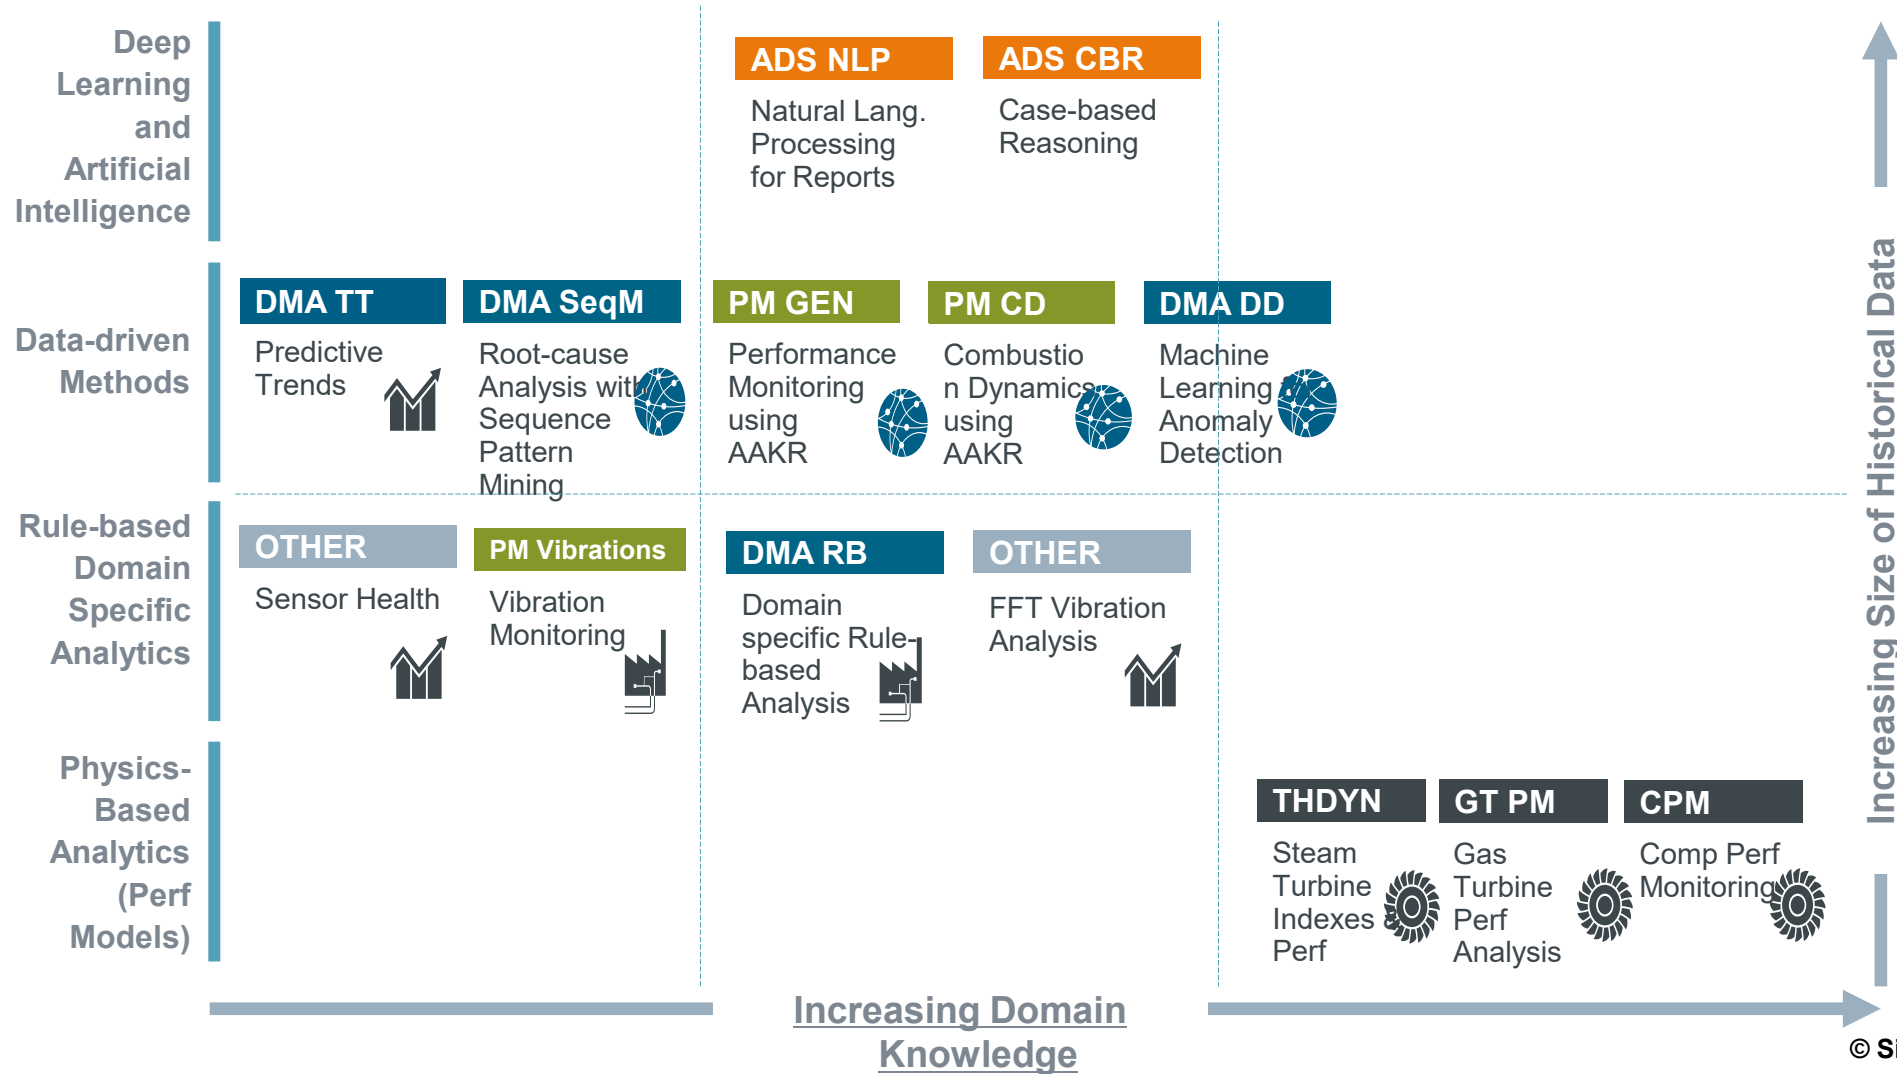 Deep
Learning
and
Artificial
Intelligence
ADS NLP
Natural Lang.
Processing
for Reports
ADS CBR
Case-based
Reasoning
Data-driven
Methods
DMA TT
Predictive
Trends
DMA SeqM
Root-cause
Analysis with
Sequence
Pattern
Mining
PM GEN
Performance
Monitoring
using
AAKR
PM CD
Combustio
n Dynamics
using
AAKR
DMA DD
Machine
Learning
Anomaly
Detection
Rule-based
Domain
Specific
Analytics
OTHER
Sensor Health
PM Vibrations
Vibration
Monitoring
DMA RB
Domain
specific Rule-
based
Analysis
OTHER
FFT Vibration
Analysis
Physics-
Based
Analytics
(Perf
Models)
THDYN
Steam
Turbine
Indexes &
Perf
GT PM
Gas
Turbine
Perf
Analysis
CPM
Comp Perf
Monitoring
Increasing Size of Historical Data
Increasing Domain
Knowledge
© Si